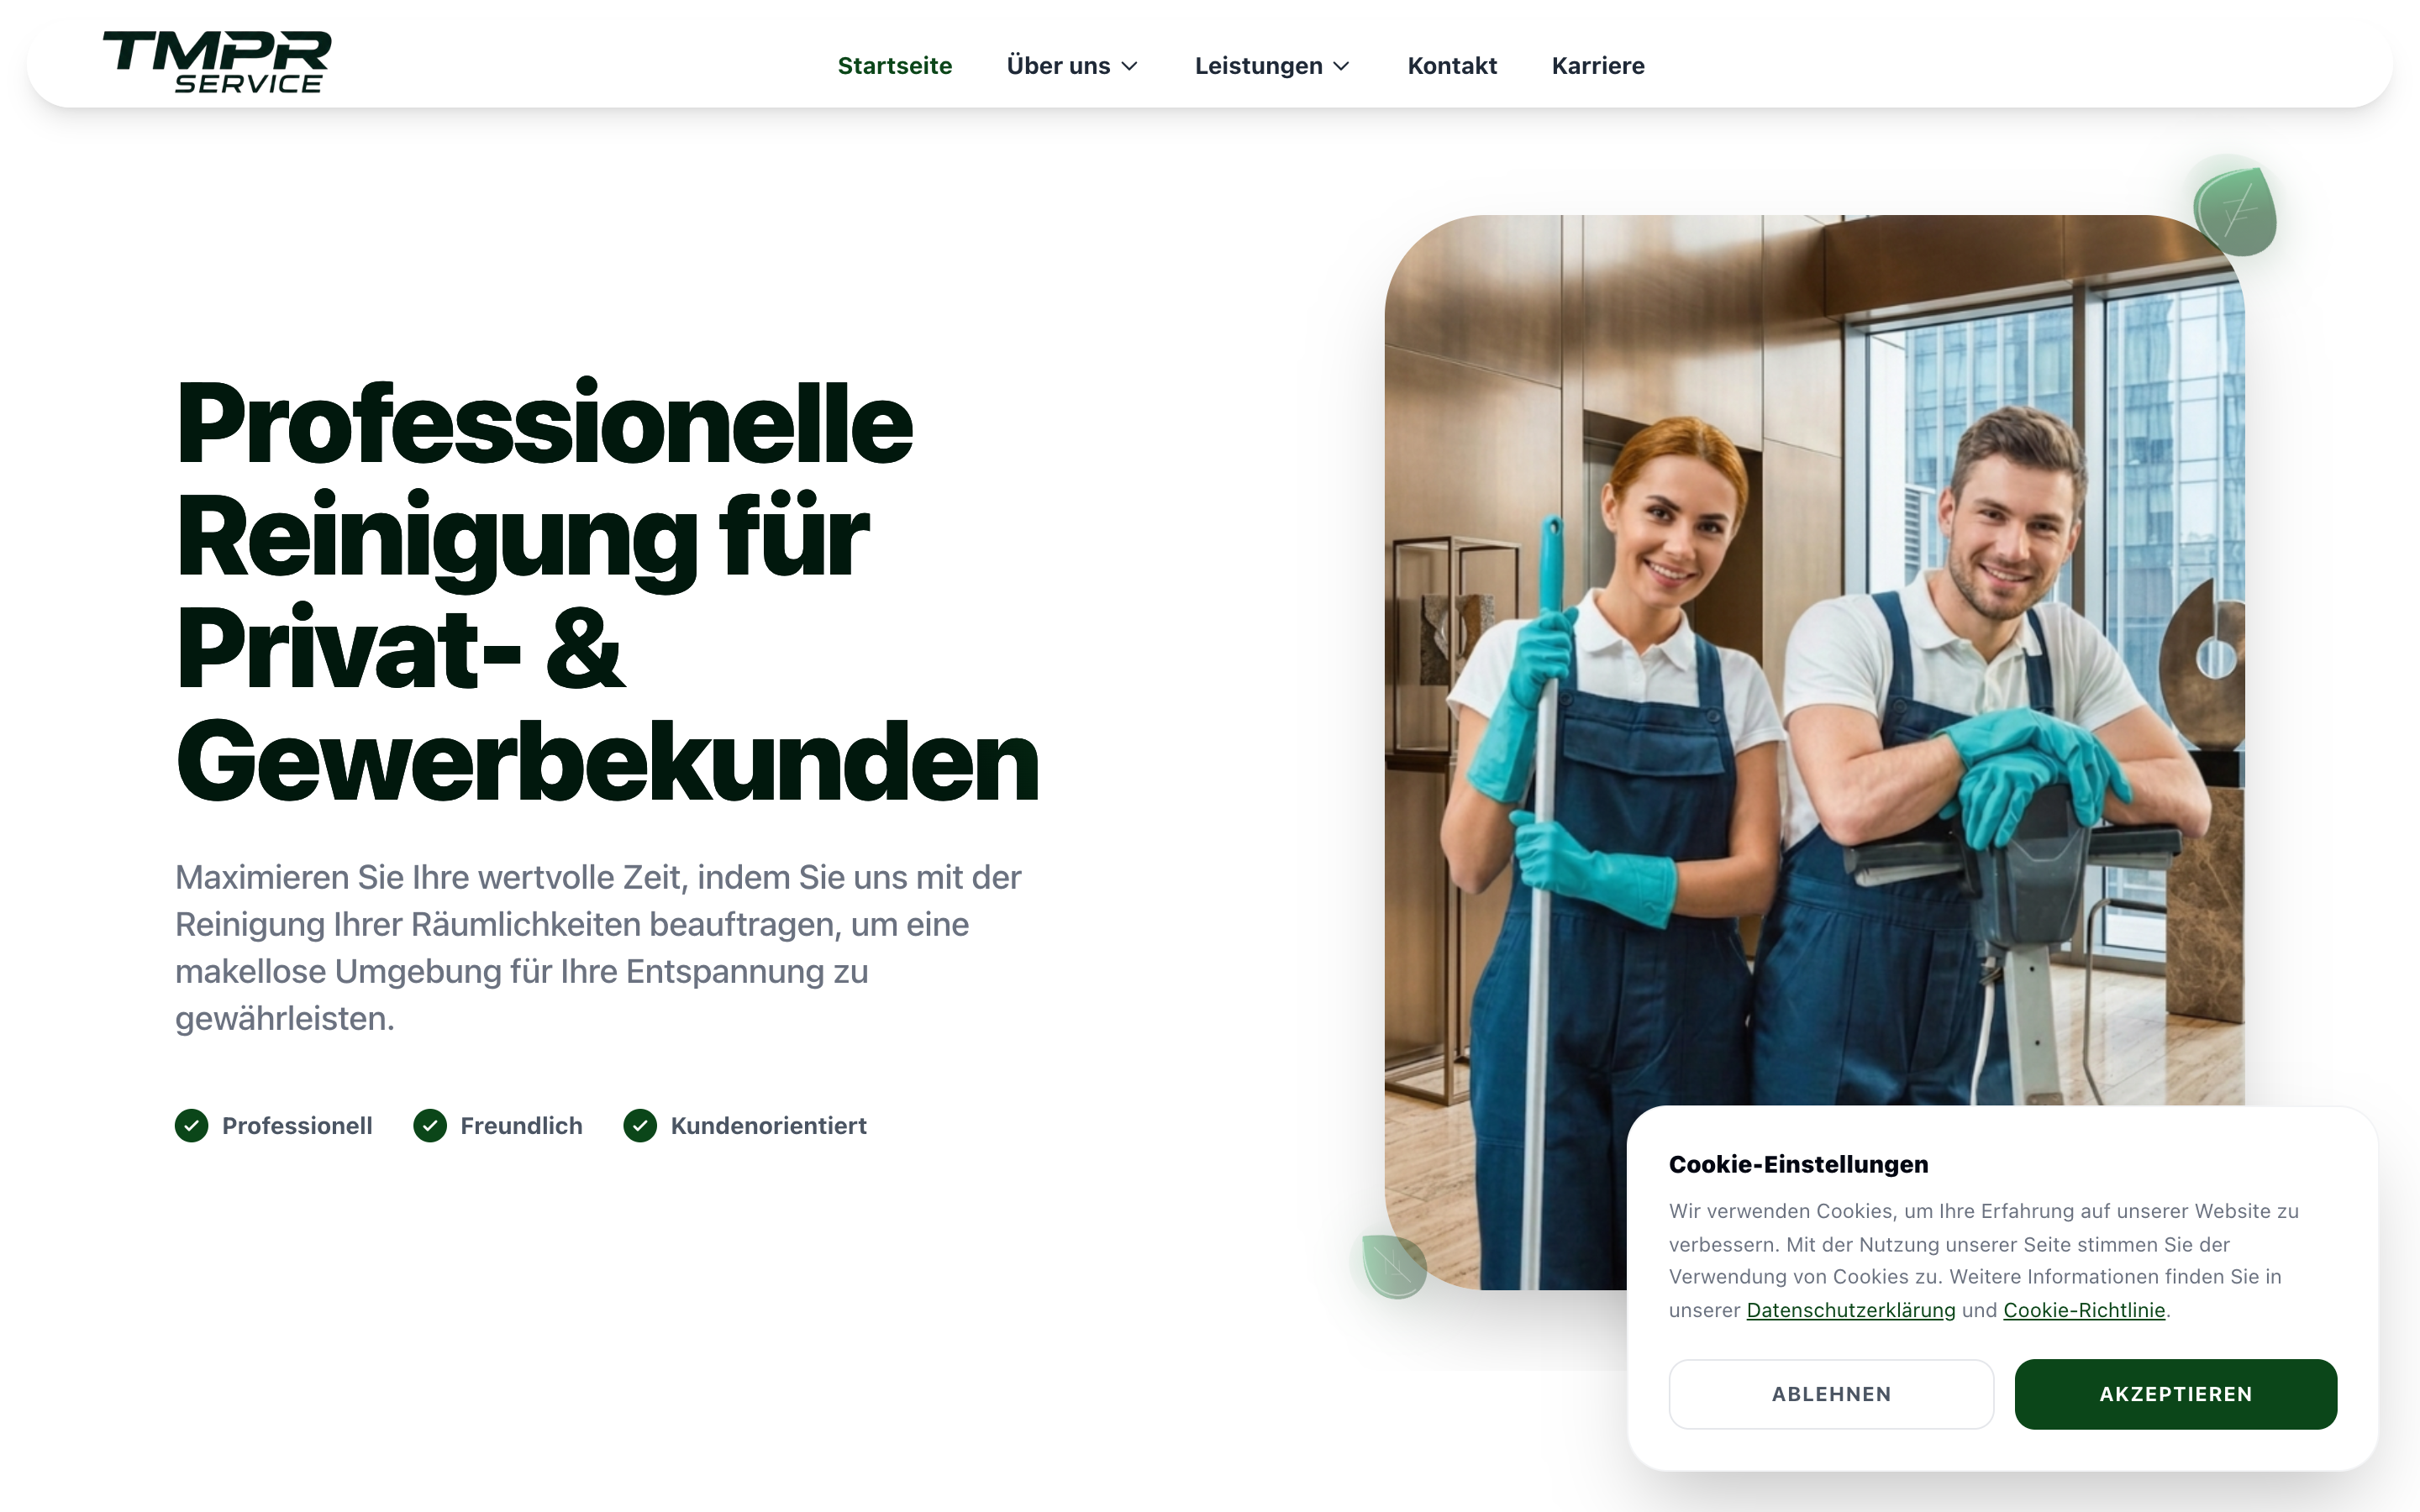 TMPR
SERVICE
Startseite
Über uns
Leistungen
Kontakt
Karriere
Professionelle
Reinigung für
Privat- &
Gewerbekunden
Maximieren Sie Ihre wertvolle Zeit, indem Sie uns mit der
Reinigung Ihrer Räumlichkeiten beauftragen, um eine
makellose Umgebung für Ihre Entspannung zu
gewährleisten.
Professionell
Freundlich
Kundenorientiert
Cookie-Einstellungen
Wir verwenden Cookies, um Ihre Erfahrung auf unserer Website zu
verbessern. Mit der Nutzung unserer Seite stimmen Sie der
Verwendung von Cookies zu. Weitere Informationen finden Sie in
unserer Datenschutzerklärung und Cookie-Richtlinie.
ABLEHNEN
AKZEPTIEREN